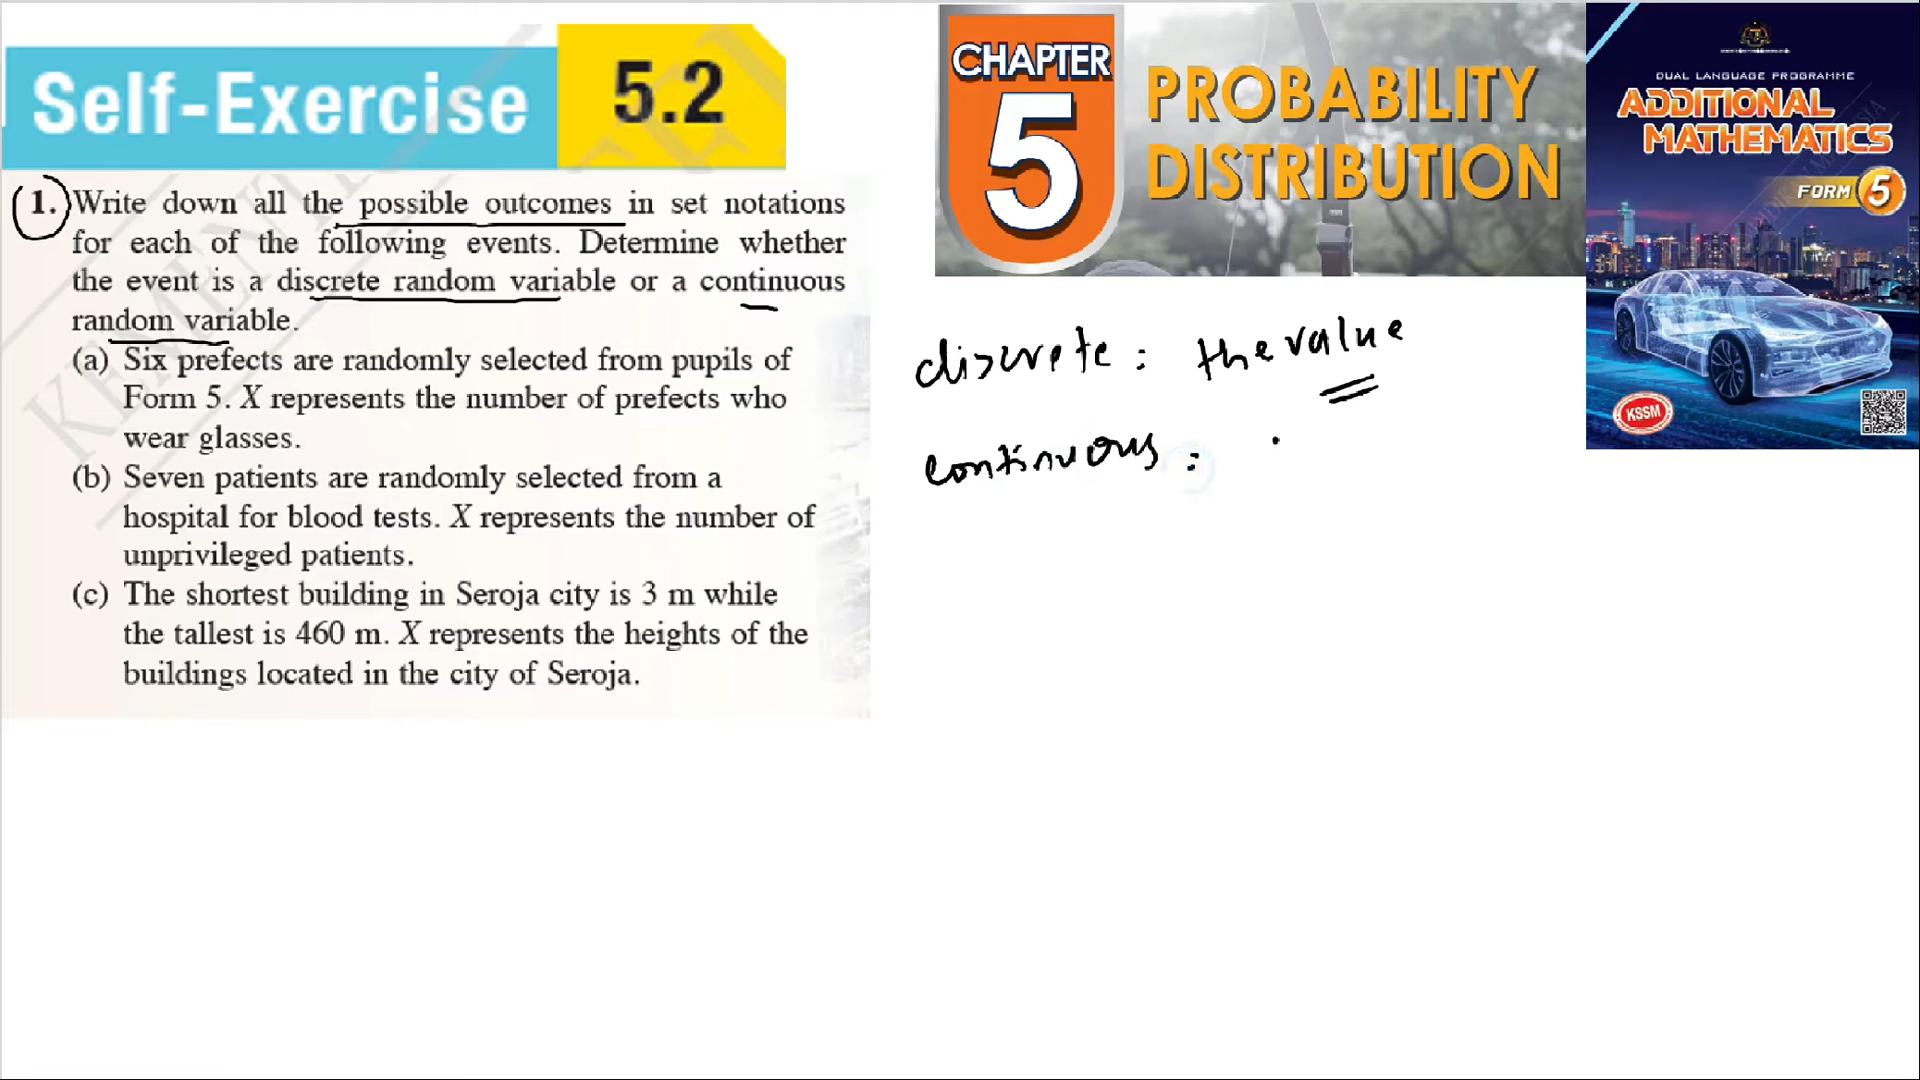 Self-Exercise 5.2
1. Write down all the possible outcomes in set notations
for each of the following events. Determine whether
the event is a discrete random variable or a continuous
random variable.
(a) Six prefects are randomly selected from pupils of
Form 5. X represents the number of prefects who
wear glasses.
(b) Seven patients are randomly selected from a
hospital for blood tests. X represents the number of
unprivileged patients.
(c) The shortest building in Seroja city is 3 m while
the tallest is 460 m. X represents the heights of the
buildings located in the city of Seroja.
CHAPTER
5
PROBABILITY
DISTRIBUTION
DUAL LANGUAGE PROGRAMME
ADDITIONAL
MATHEMATICS
FORM 5
KSSM
discrete : the value
continuous :